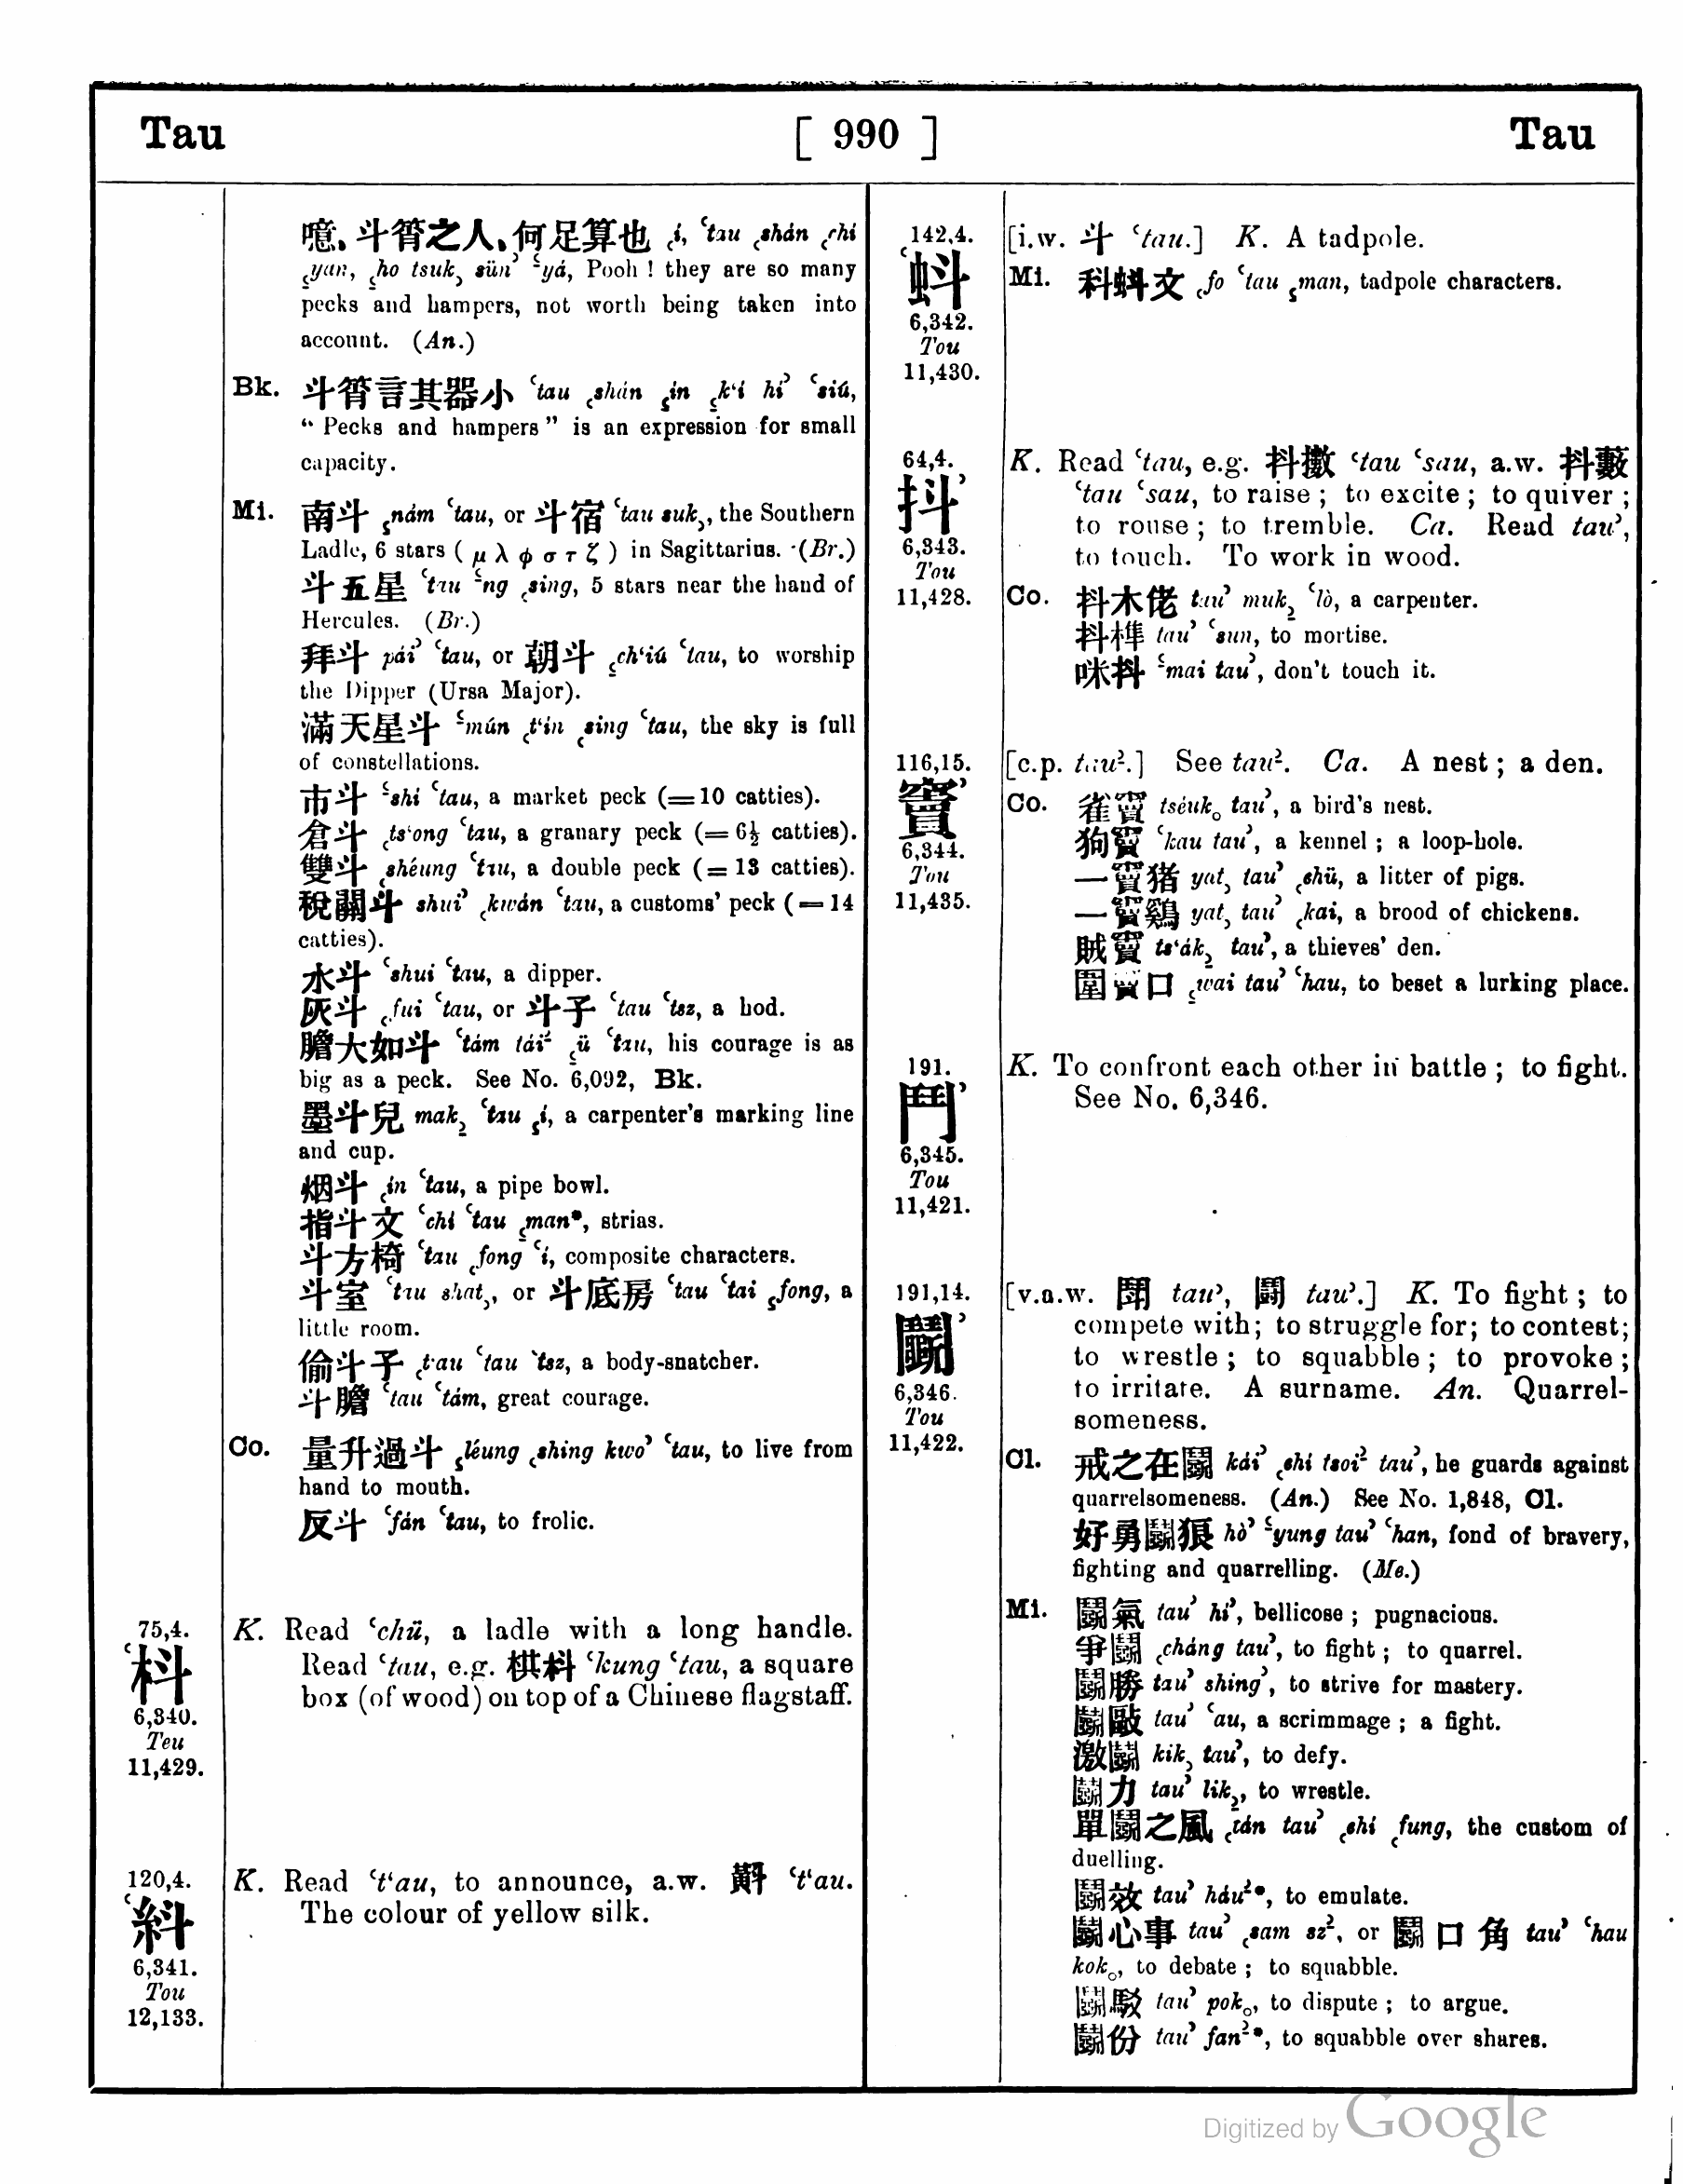 Tau [ 990 ] Tau
噫、斗筲之人、何足算也 ꜀í, ꜂tau ꜀shán ꜀chí
꜁yan, ꜁ho tsuk꜆ sün꜄ ꜃yá, Pooh ! they are so many
pecks and hampers, not worth being taken into
account. (An.)
Bk. 斗筲言其器小 ꜂tau ꜀shán ꜁ín ꜁k‘í hí꜄ ꜂siú,
“ Pecks and hampers ” is an expression for small
capacity.
Mi. 南斗 ꜁nám ꜂tau, or 斗宿 ꜂tau suk꜆, the Southern
Ladle, 6 stars ( μ λ φ σ τ ζ ) in Sagittarius. (Br.)
斗五星 ꜂tau ꜃ng ꜀sing, 5 stars near the hand of
Hercules. (Br.)
拜斗 pái꜄ ꜂tau, or 朝斗 ꜁ch‘iú ꜂tau, to worship
the Dipper (Ursa Major).
滿天星斗 ꜃mún ꜀t‘ín ꜀sing ꜂tau, the sky is full
of constellations.
市斗 ꜃shí ꜂tau, a market peck (=10 catties).
倉斗 ꜀ts‘ong ꜂tau, a granary peck (= 6½ catties).
雙斗 ꜀shéung ꜂tau, a double peck (= 13 catties).
稅關斗 shui꜄ ꜀kwán ꜂tau, a customs’ peck (=14
catties).
水斗 ꜂shui ꜂tau, a dipper.
灰斗 ꜀fui ꜂tau, or 斗子 ꜂tau ꜂tsz, a hod.
膽大如斗 ꜂tám tái꜅ ꜁ü ꜂tau, his courage is as
big as a peck. See No. 6,092, Bk.
墨斗兒 mak꜇ ꜂tau ꜁í, a carpenter’s marking line
and cup.
烟斗 ꜀ín ꜂tau, a pipe bowl.
指斗文 ꜂chí ꜂tau ꜁man*, strias.
斗方椅 ꜂tau ꜀fong ꜂í, composite characters.
斗室 ꜂tau shat꜆, or 斗底房 ꜂tau ꜂tai ꜁fong, a
little room.
偷斗子 ꜀t‘au ꜂tau ꜂tsz, a body-snatcher.
斗膽 ꜂tau ꜂tám, great courage.
Co. 量升過斗 ꜁léung ꜀shing kwo꜄ ꜂tau, to live from
hand to mouth.
反斗 ꜂fán ꜂tau, to frolic.
75,4.
꜂枓
6,340.
Teu
11,429.
K. Read ꜂chü, a ladle with a long handle.
Read ꜂tau, e.g. 栱枓 ꜂kung ꜂tau, a square
box (of wood) on top of a Chinese flagstaff.
120,4.
꜂紏
6,341.
Tou
12,133.
K. Read ꜂t‘au, to announce, a.w. 黈 ꜂t‘au.
The colour of yellow silk.
142,4.
꜂蚪
6,342.
T‘ou
11,430.
[i.w. 斗 ꜂tau.] K. A tadpole.
Mi. 科蚪文 ꜀fo ꜂tau ꜁man, tadpole characters.
64,4.
抖꜄
6,343.
Tou
11,428.
K. Read ꜂tau, e.g. 抖擻 ꜂tau ꜂sau, a.w. 抖藪
꜂tau ꜂sau, to raise ; to excite ; to quiver ;
to rouse ; to tremble. Ca. Read tau꜄,
to touch. To work in wood.
Co. 抖木佬 tau꜄ muk꜇ ꜂lò, a carpenter.
抖榫 tau꜄ ꜂sun, to mortise.
咪抖 ꜃mai tau꜄, don’t touch it.
116,15.
竇꜄
6,344.
Tou
11,435.
[c.p. tau꜅.] See tau꜅. Ca. A nest ; a den.
Co. 雀竇 tséuk꜀ tau꜄, a bird’s nest.
狗竇 ꜂kau tau꜄, a kennel ; a loop-hole.
一竇猪 yat꜆ tau꜄ ꜀chü, a litter of pigs.
一竇鷄 yat꜆ tau꜄ ꜀kai, a brood of chickens.
賊竇 ts‘ák꜇ tau꜄, a thieves’ den.
圍竇口 ꜁wai tau꜄ ꜂hau, to beset a lurking place.
191.
鬥꜄
6,345.
Tou
11,421.
K. To confront each other in battle ; to fight.
See No. 6,346.
191,14.
鬭꜄
6,346.
Tou
11,422.
[v.a.w. tau꜄, tau꜄.] K. To fight ; to
compete with; to struggle for; to contest;
to wrestle ; to squabble ; to provoke ;
to irritate. A surname. An. Quarrel-
someness.
Cl. 戒之在鬭 kái꜄ ꜀chí tsoi꜅ tau꜄, he guards against
quarrelsomeness. (An.) See No. 1,848, Cl.
好勇鬭狠 hò꜄ ꜃yung tau꜄ ꜂han, fond of bravery,
fighting and quarrelling. (Me.)
Mi. 鬭氣 tau꜄ hí꜄, bellicose ; pugnacious.
爭鬭 ꜀cháng tau꜄, to fight ; to quarrel.
鬭勝 tau꜄ shing꜄, to strive for mastery.
鬭毆 tau꜄ ꜂au, a scrimmage ; a fight.
激鬭 kik꜆ tau꜄, to defy.
鬭力 tau꜄ lik꜇, to wrestle.
單鬭之風 ꜀tán tau꜄ ꜀chí ꜀fung, the custom of
duelling.
鬭效 tau꜄ háu꜅*, to emulate.
鬭心事 tau꜄ ꜀sam sz꜅, or 鬭口角 tau꜄ ꜂hau
kok꜀, to debate ; to squabble.
鬭駁 tau꜄ pok꜀, to dispute ; to argue.
鬭份 tau꜄ fan꜅*, to squabble over shares.
Digitized by Google